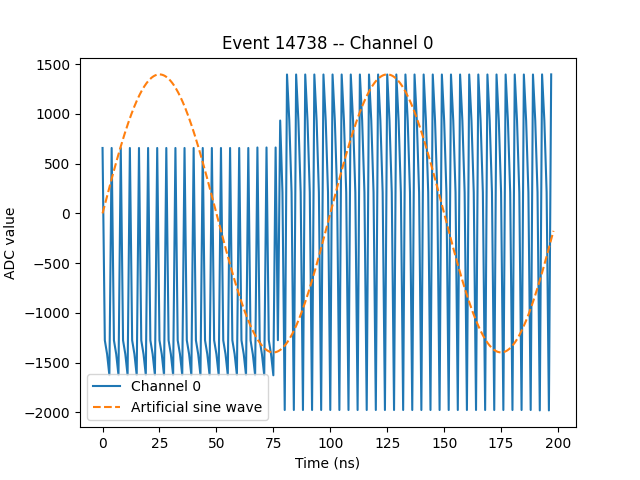 Event 14738 -- Channel 0
1500
1000
500
0
−500
−1000
−1500
−2000
ADC value
Channel 0
Artificial sine wave
0 25 50 75 100 125 150 175 200
Time (ns)